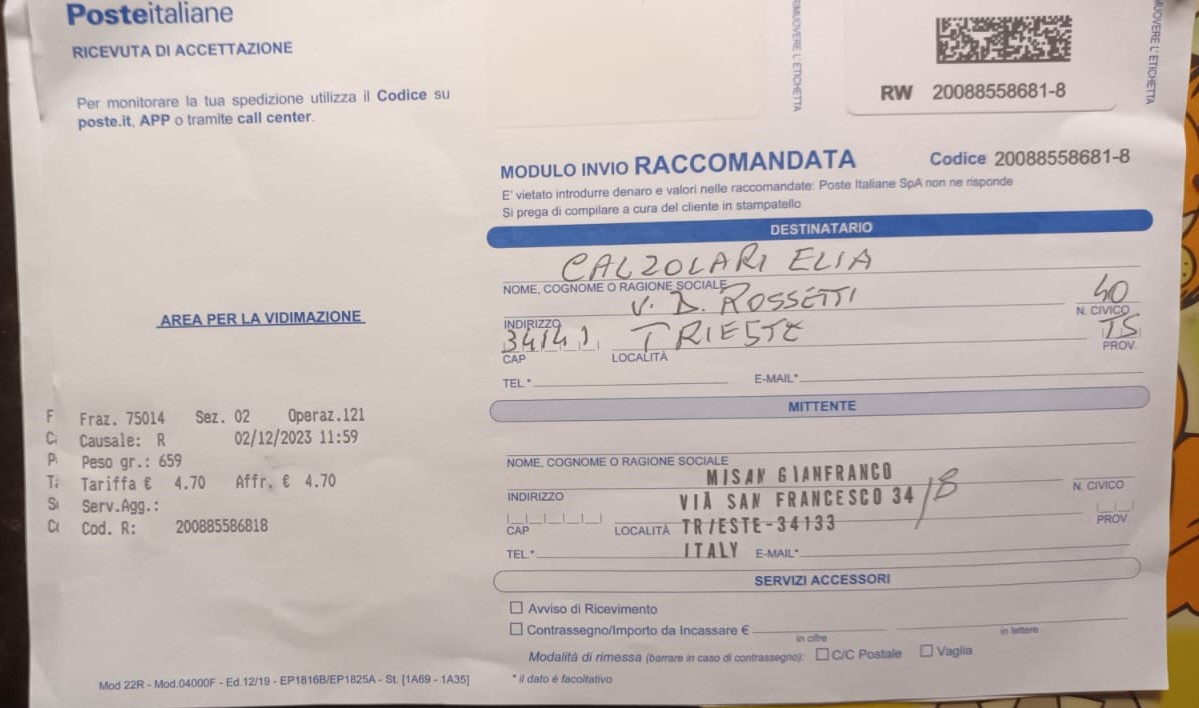 Posteitaliane
RICEVUTA DI ACCETTAZIONE
Per monitorare la tua spedizione utilizza il Codice su
poste.it, APP o tramite call center.
RIMUOVERE L'ETICHETTA
RW 20088558681-8
RIMUOVERE L'ETICHETTA
MODULO INVIO RACCOMANDATA Codice 20088558681-8
E' vietato introdurre denaro e valori nelle raccomandate: Poste Italiane SpA non ne risponde
Si prega di compilare a cura del cliente in stampatello
DESTINATARIO
CALZOLARI ELIA
NOME, COGNOME O RAGIONE SOCIALE
V. D. ROSSETTI 40
INDIRIZZO N. CIVICO
34141 TRIESTE TS
CAP LOCALITÀ PROV.
TEL.* E-MAIL*
MITTENTE
NOME, COGNOME O RAGIONE SOCIALE
MISAN GIANFRANCO
INDIRIZZO VIA SAN FRANCESCO 34/8 N. CIVICO
CAP LOCALITÀ TRIESTE-34133 PROV.
TEL.* ITALY E-MAIL*
SERVIZI ACCESSORI
Avviso di Ricevimento
Contrassegno/Importo da Incassare €
in cifre in lettere
Modalità di rimessa (barrare in caso di contrassegno): C/C Postale Vaglia
* il dato è facoltativo
AREA PER LA VIDIMAZIONE
F Fraz. 75014 Sez. 02 Operaz.121
Causale: R 02/12/2023 11:59
Peso gr.: 659
Tariffa € 4.70 Affr. € 4.70
Serv.Agg.:
Cod. R: 200885586818
Mod 22R - Mod.04000F - Ed.12/19 - EP1816B/EP1825A - St. [1A69 - 1A35]